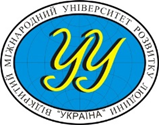 ВІДКРИТИЙ МІЖНАРОДНИЙ УНІВЕРСИТЕТ РОЗВИТКУ ЛЮДИНИ
УУ
"УКРАЇНА"